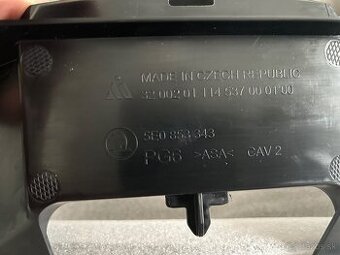 MADE IN CZECH REPUBLIC
32 002 01 114 537 00 01 00
5E0 853 343
PG6 >ASA< CAV 2